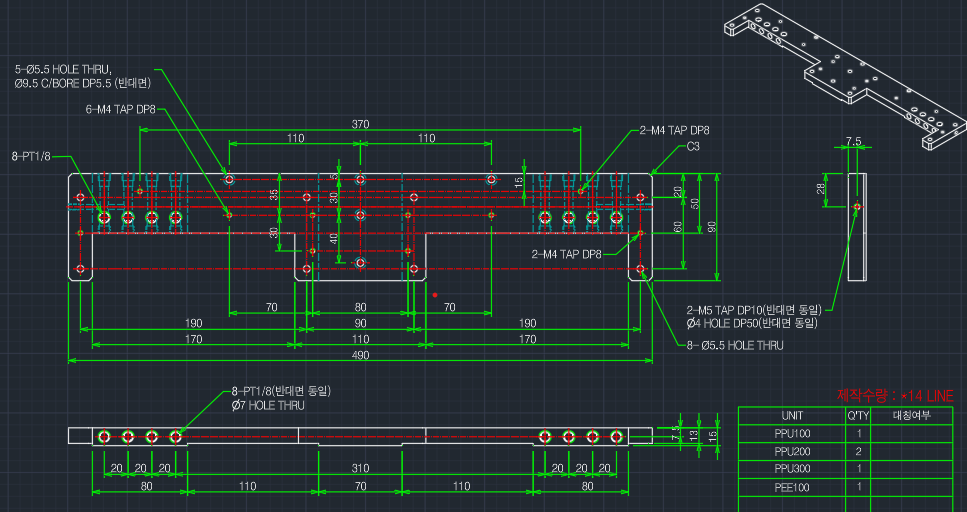 5-Ø5.5 HOLE THRU,
Ø9.5 C/BORE DP5.5 (반대면)
6-M4 TAP DP8
8-PT1/8
370
110 110
2-M4 TAP DP8
C3
7.5
5
15
35
30
20
50
28
30
40
60
90
2-M4 TAP DP8
70 80 70
190 90 190
170 110 170
490
2-M5 TAP DP10(반대면 동일)
Ø4 HOLE DP50(반대면 동일)
8- Ø5.5 HOLE THRU
8-PT1/8(반대면 동일)
Ø7 HOLE THRU
7.5
13
15
20 20 20 310 20 20 20
80 110 70 110 80
제작수량 : *14 LINE
UNIT Q'TY 대칭여부
PPU100 1
PPU200 2
PPU300 1
PEE100 1